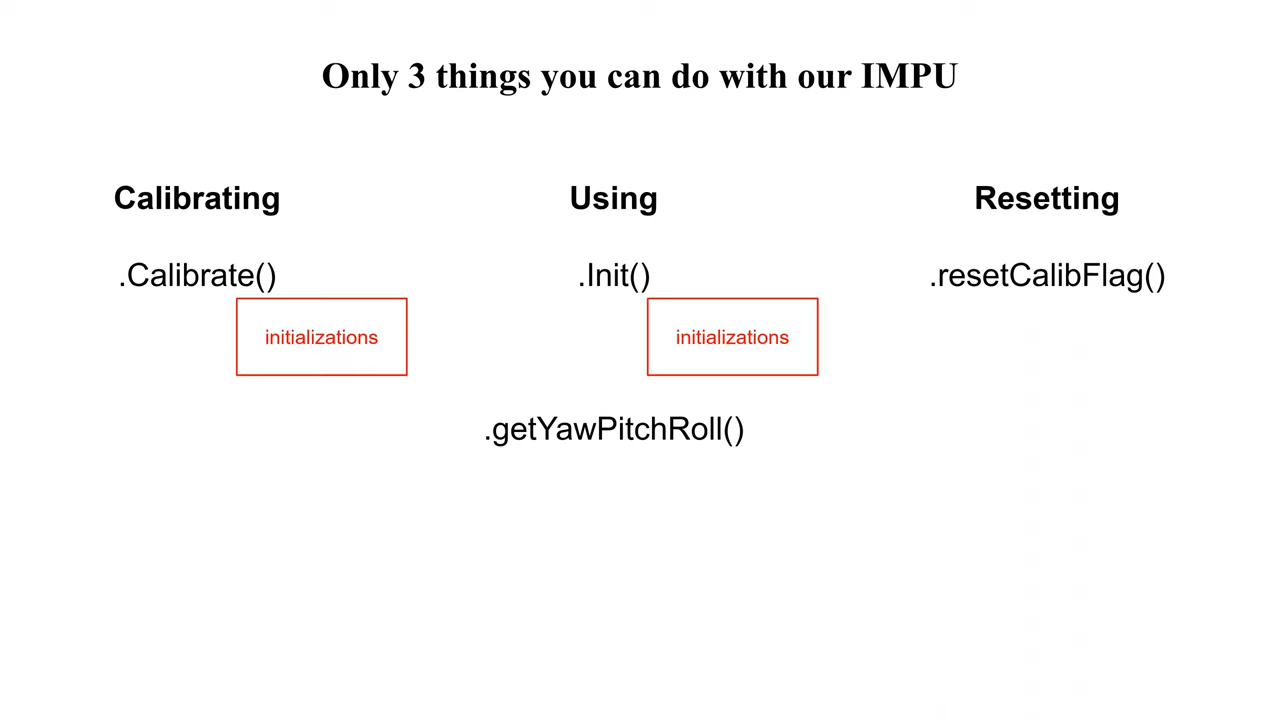 Only 3 things you can do with our IMPU
Calibrating
Using
Resetting
.Calibrate()
.Init()
.resetCalibFlag()
initializations
initializations
.getYawPitchRoll()